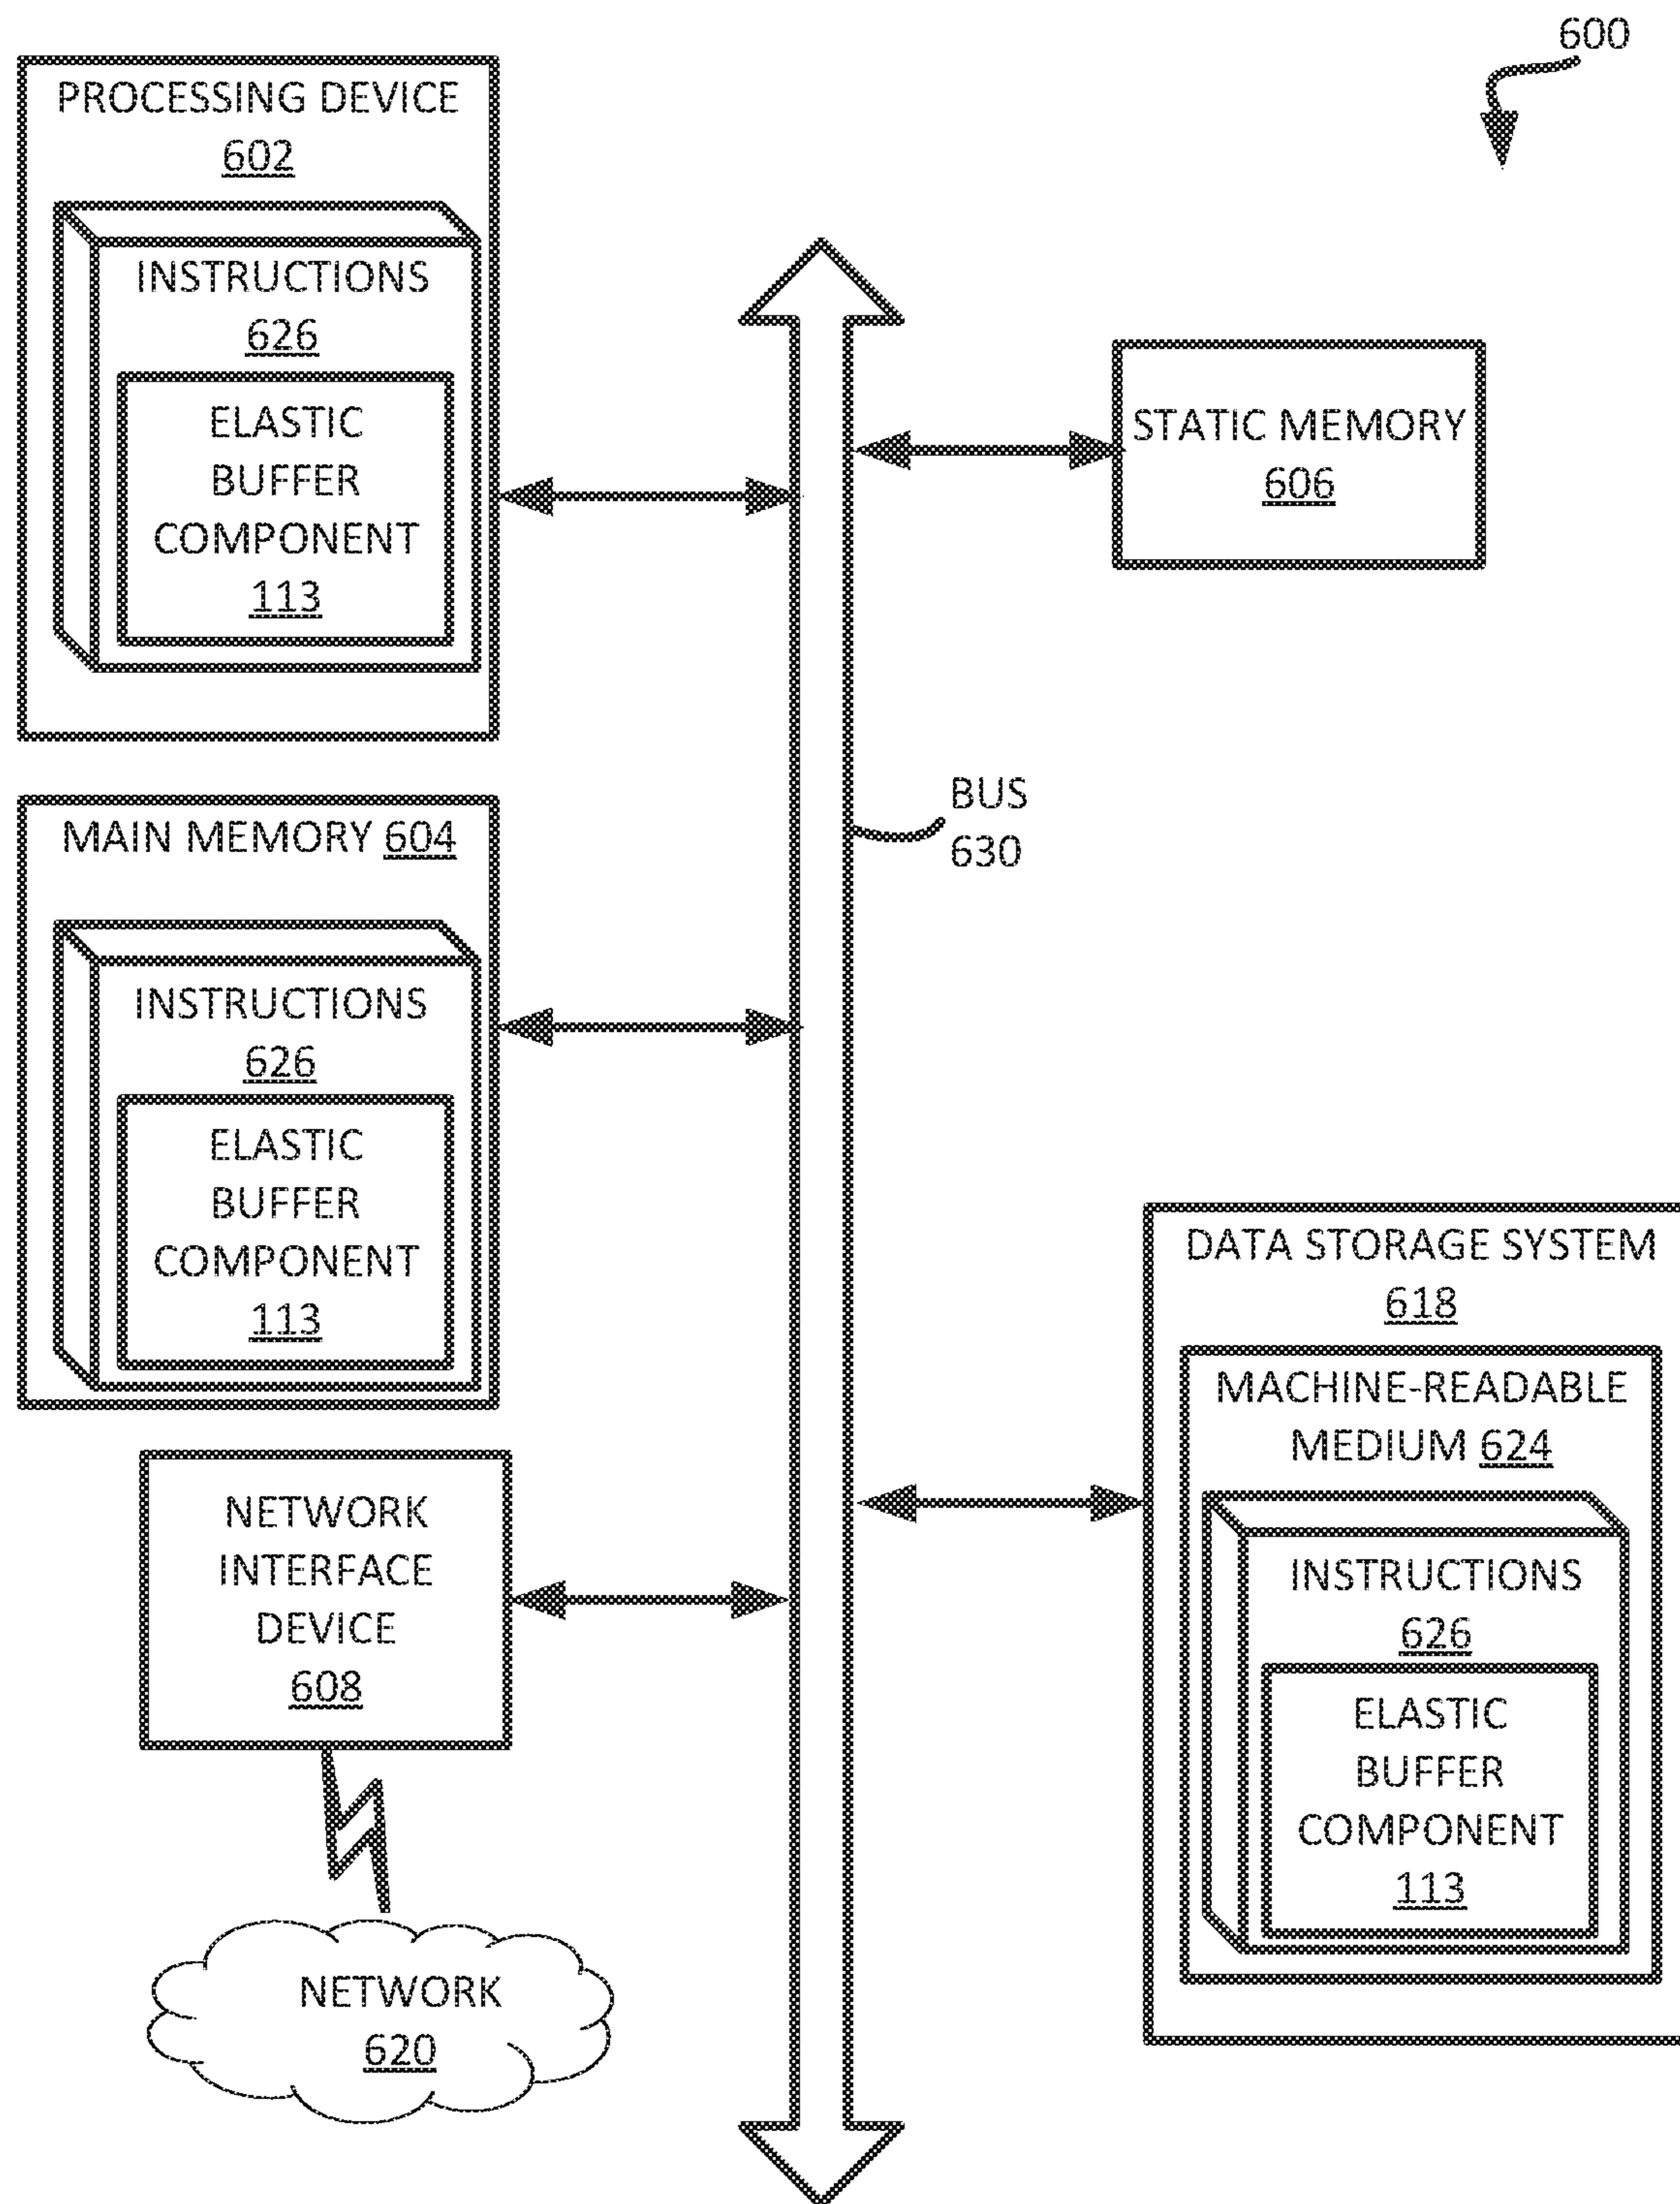 600
PROCESSING DEVICE
602
INSTRUCTIONS
626
ELASTIC
BUFFER
COMPONENT
113
STATIC MEMORY
606
BUS
630
MAIN MEMORY 604
INSTRUCTIONS
626
ELASTIC
BUFFER
COMPONENT
113
DATA STORAGE SYSTEM
618
MACHINE-READABLE
MEDIUM 624
INSTRUCTIONS
626
ELASTIC
BUFFER
COMPONENT
113
NETWORK
INTERFACE
DEVICE
608
NETWORK
620